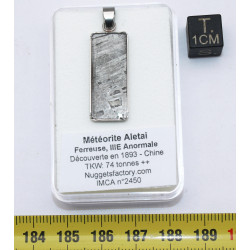 T.
1CM
Météorite Aletai
Ferreuse, IIIE Anormale
Découverte en 1893 - Chine
TKW: 74 tonnes ++
Nuggetsfactory.com
IMCA n°2450
184 185 186 187 188 189